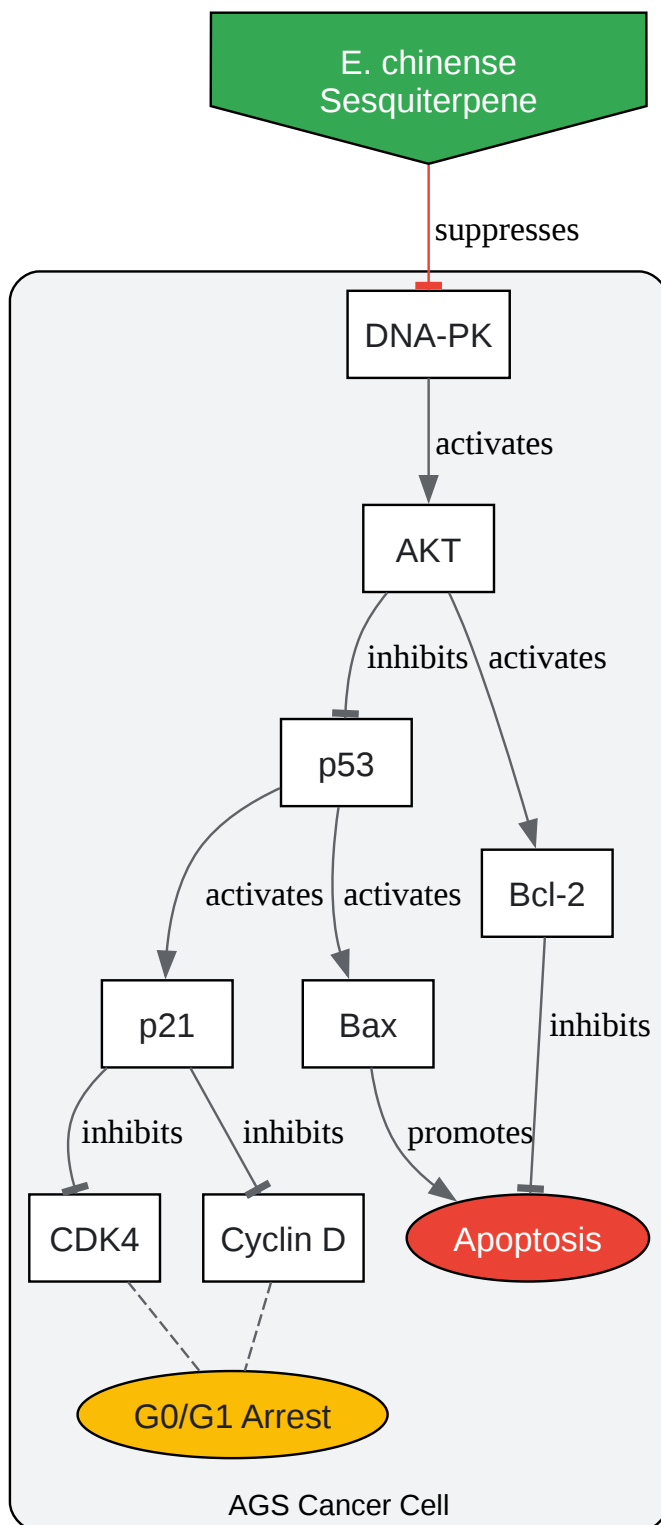 E. chinense
Sesquiterpene
suppresses
DNA-PK
activates
AKT
inhibits activates
p53
activates activates
Bcl-2
p21
Bax
inhibits
inhibits
inhibits
promotes
CDK4
Cyclin D
Apoptosis
G0/G1 Arrest
AGS Cancer Cell